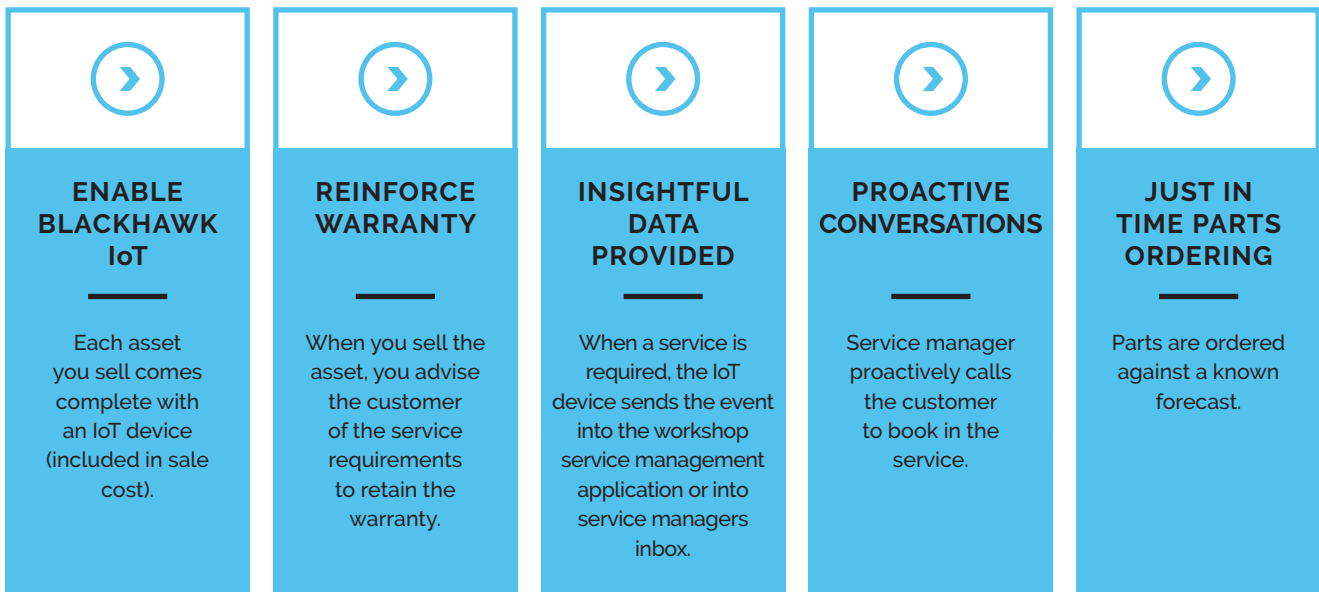 ENABLE
BLACKHAWK
IoT
Each asset
you sell comes
complete with
an IoT device
(included in sale
cost).
REINFORCE
WARRANTY
When you sell the
asset, you advise
the customer
of the service
requirements
to retain the
warranty.
INSIGHTFUL
DATA
PROVIDED
When a service is
required, the IoT
device sends the event
into the workshop
service management
application or into
service managers
inbox.
PROACTIVE
CONVERSATIONS
Service manager
proactively calls
the customer
to book in the
service.
JUST IN
TIME PARTS
ORDERING
Parts are ordered
against a known
forecast.